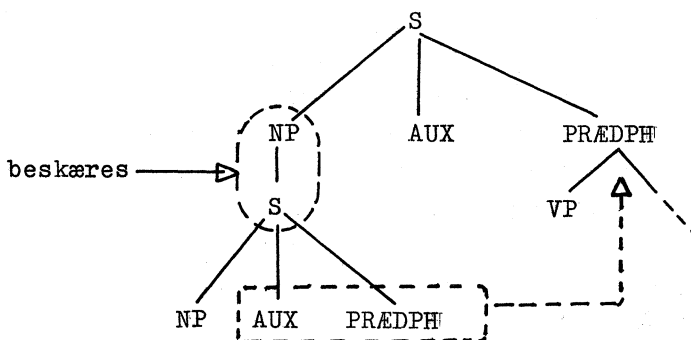 S
NP AUX PRÆDPH
beskæres
S
VP
NP AUX PRÆDPH